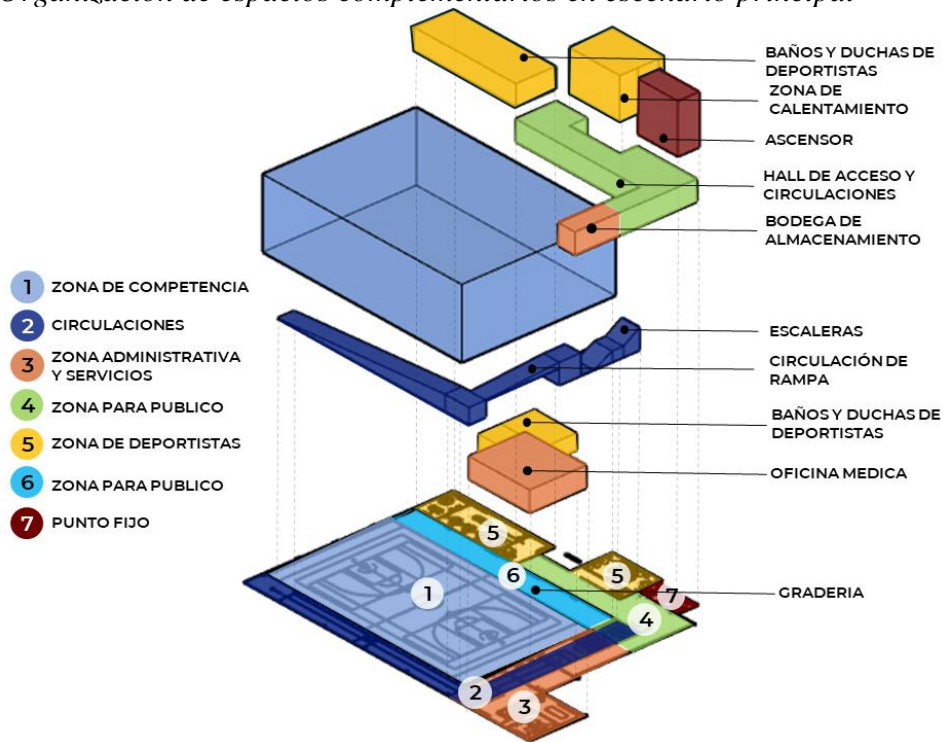 Organización de espacios complementarios en escenario principal
BAÑOS Y DUCHAS DE
DEPORTISTAS
ZONA DE
CALENTAMIENTO
ASCENSOR
HALL DE ACCESO Y
CIRCULACIONES
BODEGA DE
ALMACENAMIENTO
1 ZONA DE COMPETENCIA
2 CIRCULACIONES
3 ZONA ADMINISTRATIVA
Y SERVICIOS
4 ZONA PARA PUBLICO
5 ZONA DE DEPORTISTAS
6 ZONA PARA PUBLICO
7 PUNTO FIJO
ESCALERAS
CIRCULACIÓN DE
RAMPA
BAÑOS Y DUCHAS DE
DEPORTISTAS
OFICINA MEDICA
GRADERIA
5
6
5
1
7
4
2
3